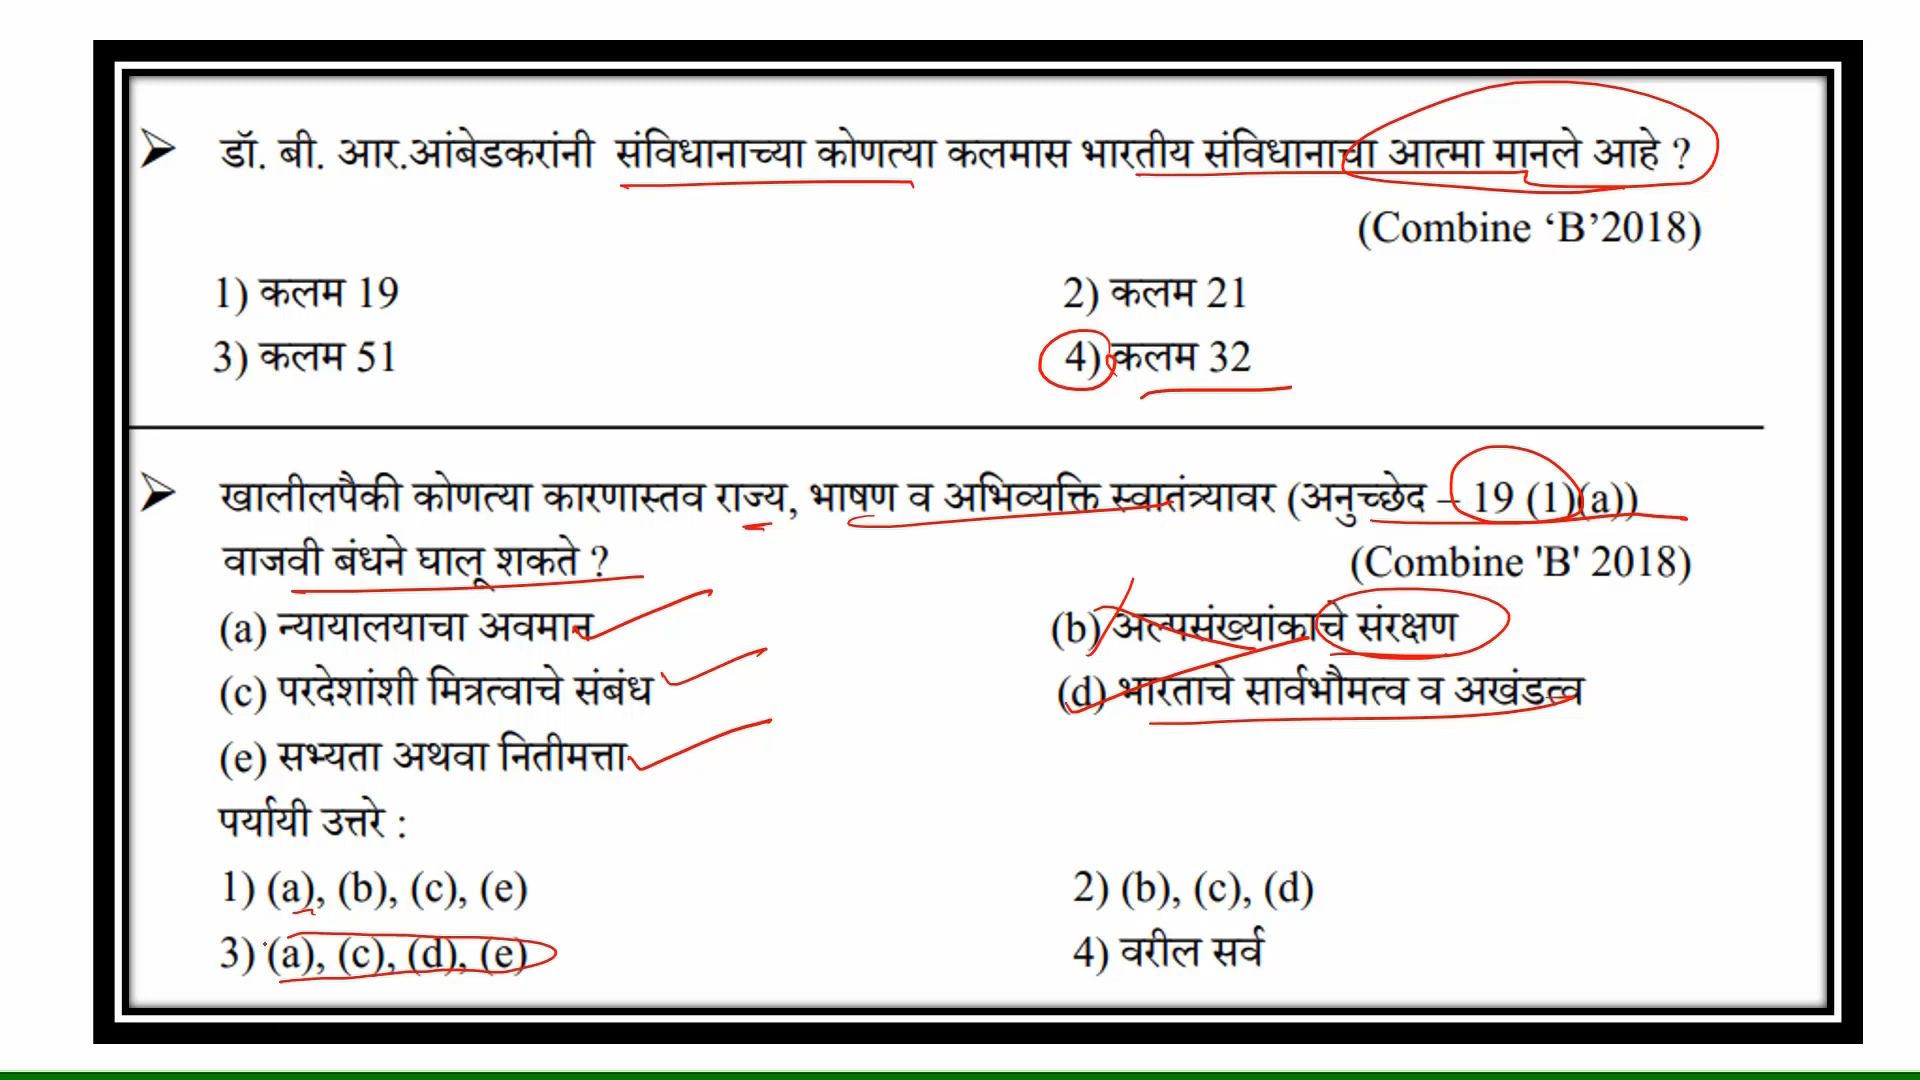 डॉ. बी. आर.आंबेडकरांनी संविधानाच्या कोणत्या कलमास भारतीय संविधानाचा आत्मा मानले आहे ?
(Combine ‘B’2018)
1) कलम 19 2) कलम 21
3) कलम 51 4) कलम 32
खालीलपैकी कोणत्या कारणास्तव राज्य, भाषण व अभिव्यक्ति स्वातंत्र्यावर (अनुच्छेद – 19 (1)(a))
वाजवी बंधने घालू शकते ? (Combine 'B' 2018)
(a) न्यायालयाचा अवमान (b) अल्पसंख्यांकाचे संरक्षण
(c) परदेशांशी मित्रत्वाचे संबंध (d) भारताचे सार्वभौमत्व व अखंडत्व
(e) सभ्यता अथवा नितीमत्ता
पर्यायी उत्तरे :
1) (a), (b), (c), (e) 2) (b), (c), (d)
3) (a), (c), (d), (e) 4) वरील सर्व